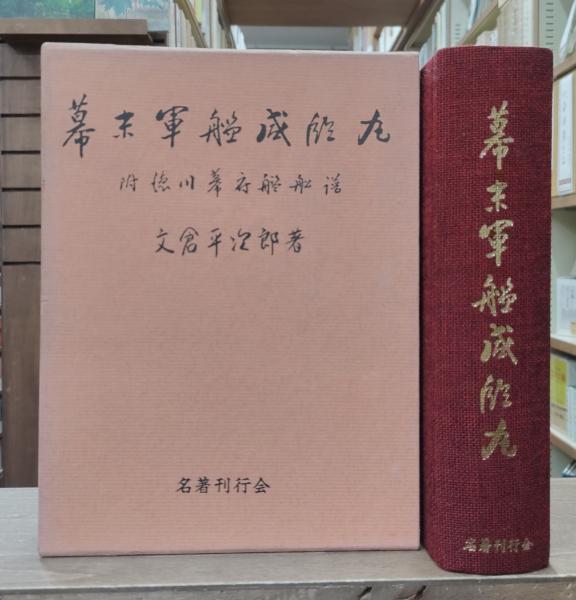 幕末軍艦咸臨丸
附徳川幕府艦船譜
文倉平次郎著
名著刊行会
幕末軍艦咸臨丸
名著刊行会